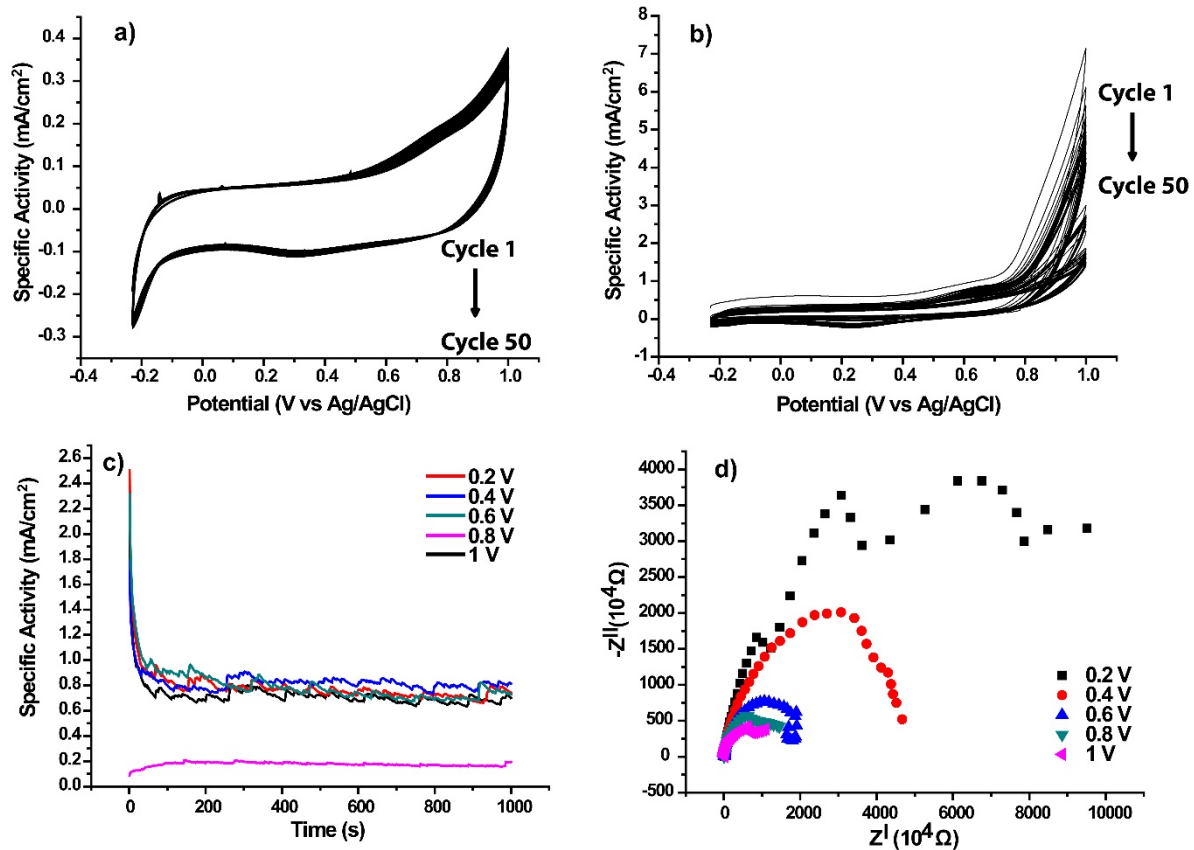 a)
Specific Activity (mA/cm²)
0.4
0.3
0.2
0.1
0.0
-0.1
-0.2
-0.3
Cycle 1
Cycle 50
-0.4 -0.2 0.0 0.2 0.4 0.6 0.8 1.0
Potential (V vs Ag/AgCl)
b)
Specific Activity (mA/cm²)
8
7
6
5
4
3
2
1
0
-1
Cycle 1
Cycle 50
-0.4 -0.2 0.0 0.2 0.4 0.6 0.8 1.0
Potential (V vs Ag/AgCl)
c)
Specific Activity (mA/cm²)
2.6
2.4
2.2
2.0
1.8
1.6
1.4
1.2
1.0
0.8
0.6
0.4
0.2
0.0
0.2 V
0.4 V
0.6 V
0.8 V
1 V
0 200 400 600 800 1000
Time (s)
d)
-Zᴵᴵ(10⁴Ω)
4000
3500
3000
2500
2000
1500
1000
500
0
-500
0.2 V
0.4 V
0.6 V
0.8 V
1 V
0 2000 4000 6000 8000 10000
Zᴵ (10⁴Ω)